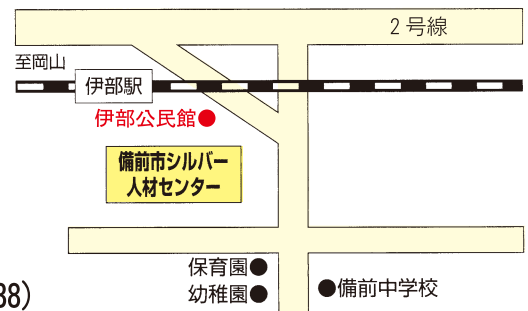 2号線
至岡山
伊部駅
伊部公民館
備前市シルバー
人材センター
保育園
幼稚園
備前中学校
38)